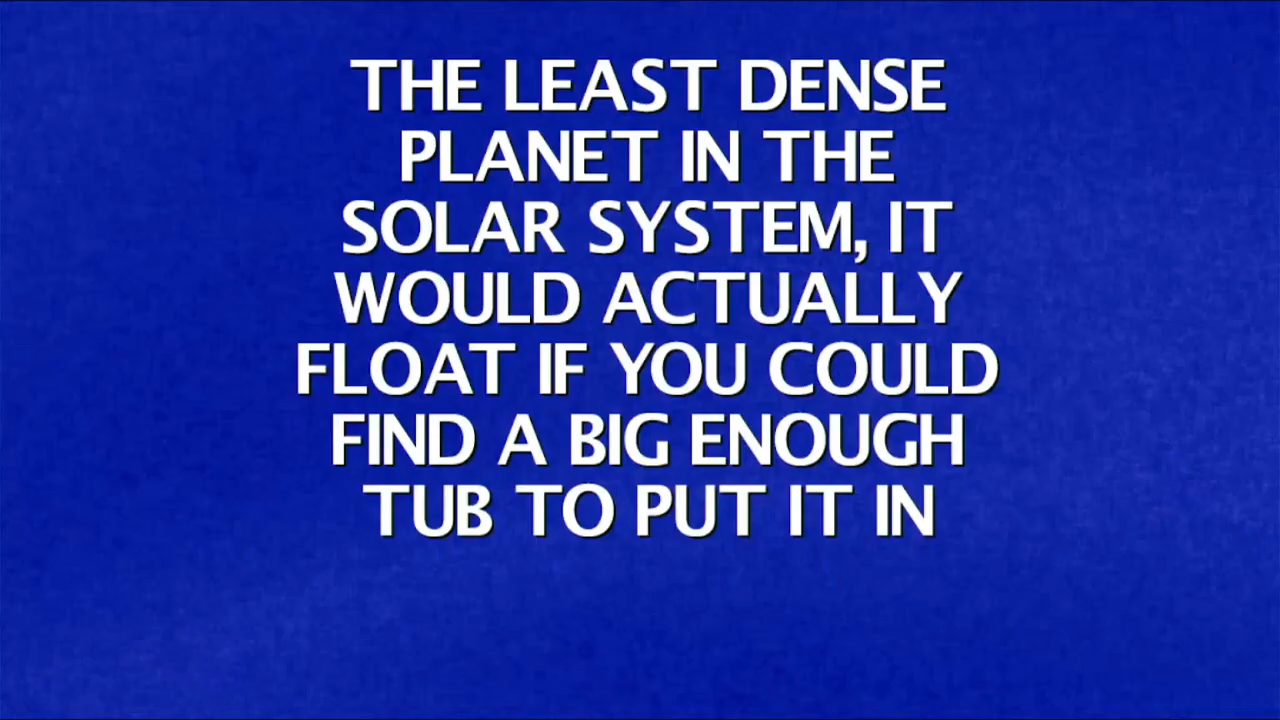 THE LEAST DENSE
PLANET IN THE
SOLAR SYSTEM, IT
WOULD ACTUALLY
FLOAT IF YOU COULD
FIND A BIG ENOUGH
TUB TO PUT IT IN